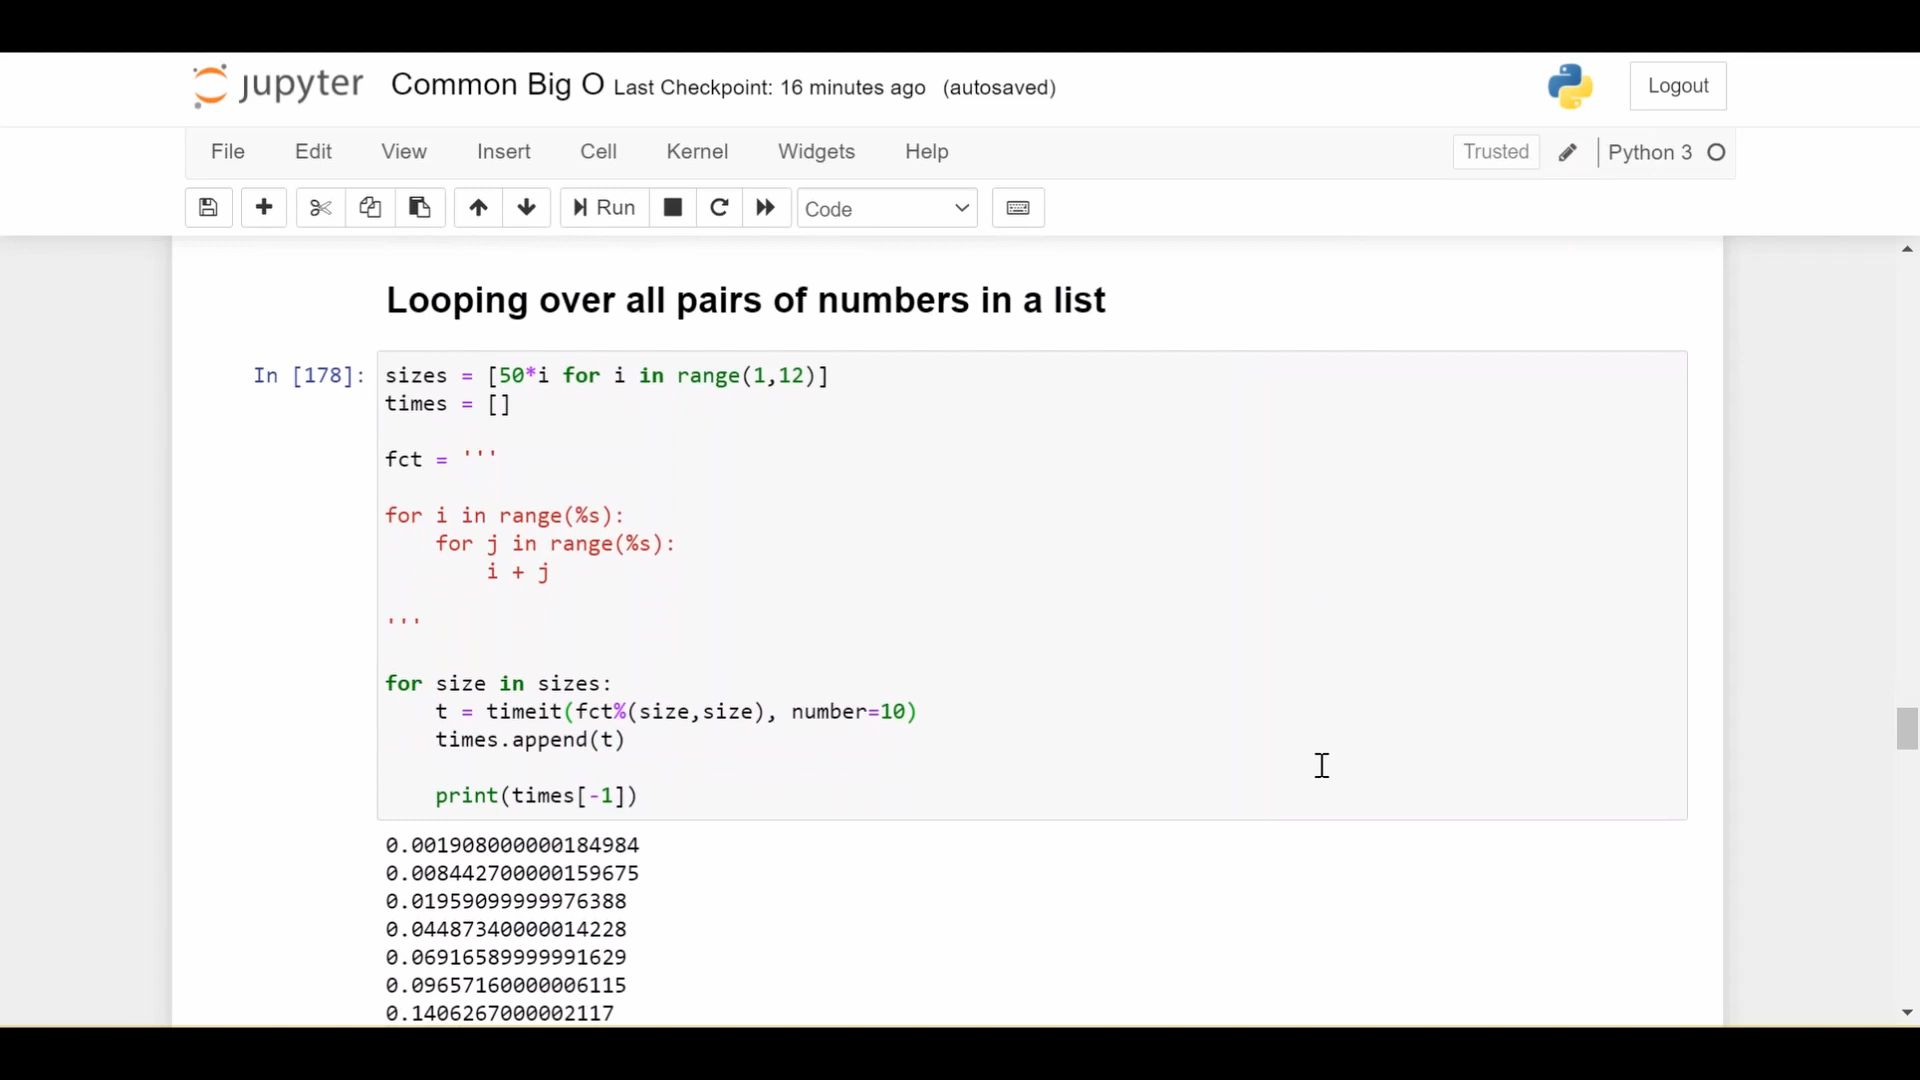 jupyter Common Big O Last Checkpoint: 16 minutes ago (autosaved) Logout
File Edit View Insert Cell Kernel Widgets Help Trusted Python 3
Run Code
Looping over all pairs of numbers in a list
In [178]: sizes = [50*i for i in range(1,12)]
times = []
fct = '''
for i in range(%s):
    for j in range(%s):
        i + j
'''
for size in sizes:
    t = timeit(fct%(size,size), number=10)
    times.append(t)
    print(times[-1])
0.001908000000184984
0.008442700000159675
0.01959099999976388
0.04487340000014228
0.06916589999991629
0.09657160000006115
0.1406267000002117